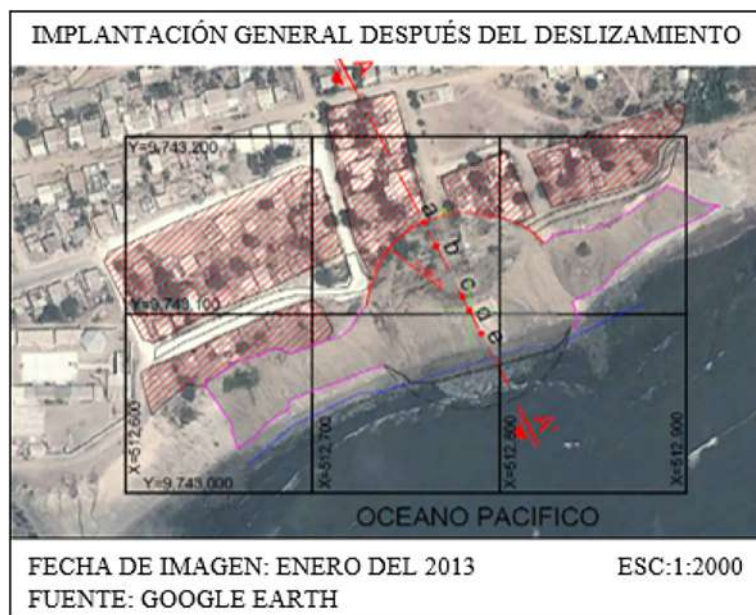 IMPLANTACIÓN GENERAL DESPUÉS DEL DESLIZAMIENTO
A
Y=9.743.200
a
b
c
Y=9.743.100
d
e
X=512.600
X=512.700
X=512.800
X=512.900
A
Y=9.743.000
OCEANO PACIFICO
FECHA DE IMAGEN: ENERO DEL 2013 ESC:1:2000
FUENTE: GOOGLE EARTH